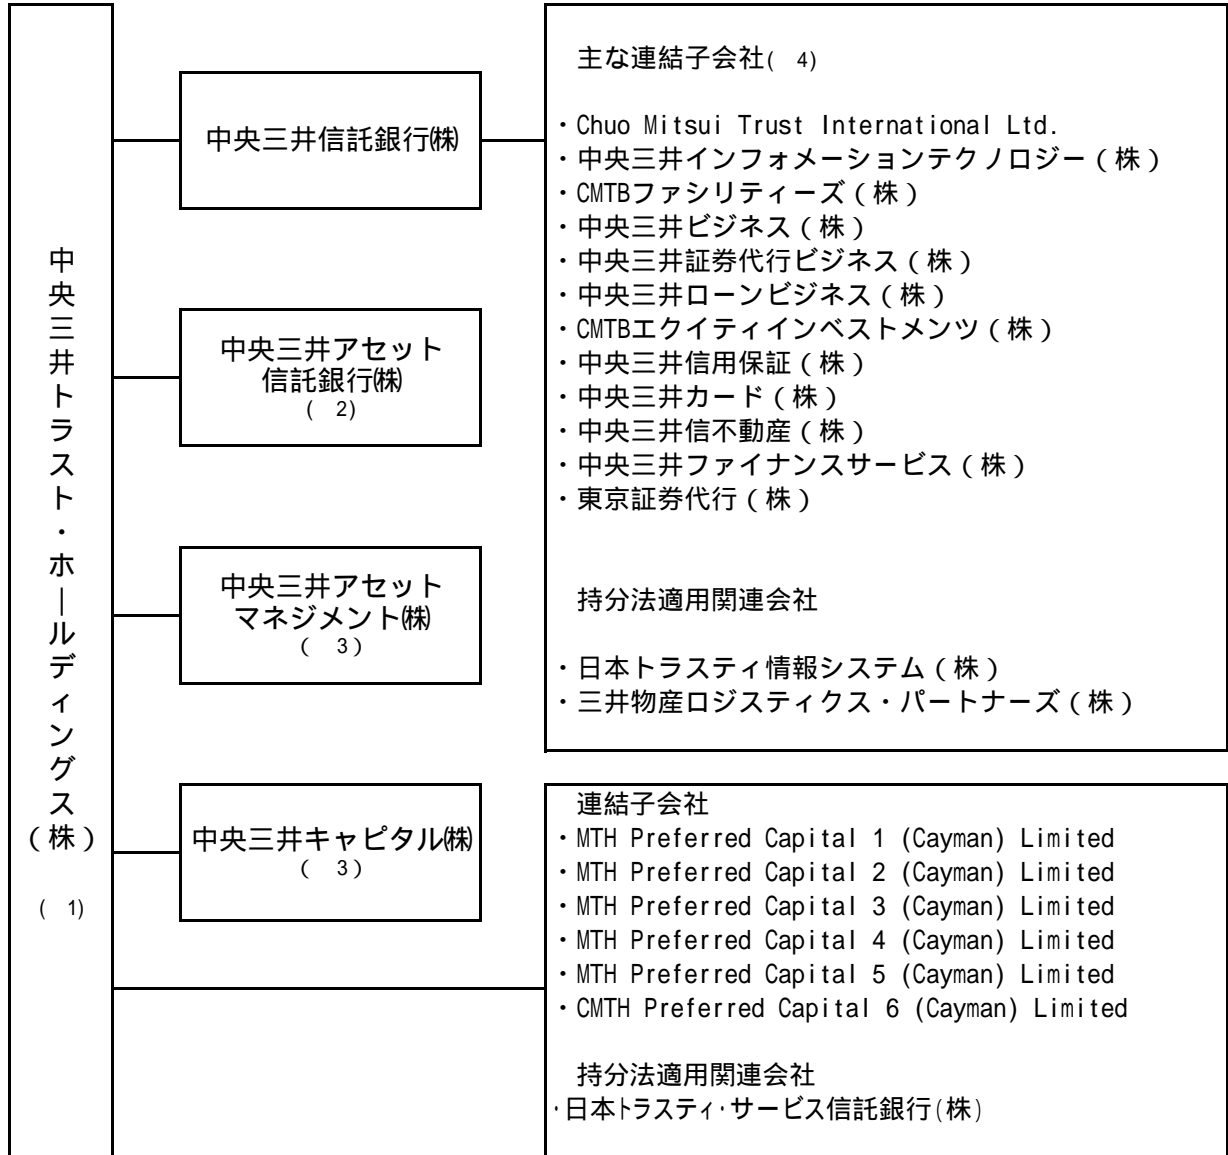 中央三井トラスト・ホールディングス(株)
( 1)
中央三井信託銀行㈱
中央三井アセット
信託銀行㈱
( 2)
中央三井アセット
マネジメント㈱
( 3)
中央三井キャピタル㈱
( 3)
主な連結子会社( 4)
・Chuo Mitsui Trust International Ltd.
・中央三井インフォメーションテクノロジー(株)
・CMTBファシリティーズ(株)
・中央三井ビジネス(株)
・中央三井証券代行ビジネス(株)
・中央三井ローンビジネス(株)
・CMTBエクイティインベストメンツ(株)
・中央三井信用保証(株)
・中央三井カード(株)
・中央三井信不動産(株)
・中央三井ファイナンスサービス(株)
・東京証券代行(株)
持分法適用関連会社
・日本トラスティ情報システム(株)
・三井物産ロジスティクス・パートナーズ(株)
連結子会社
・MTH Preferred Capital 1 (Cayman) Limited
・MTH Preferred Capital 2 (Cayman) Limited
・MTH Preferred Capital 3 (Cayman) Limited
・MTH Preferred Capital 4 (Cayman) Limited
・MTH Preferred Capital 5 (Cayman) Limited
・CMTH Preferred Capital 6 (Cayman) Limited
持分法適用関連会社
・日本トラスティ・サービス信託銀行(株)